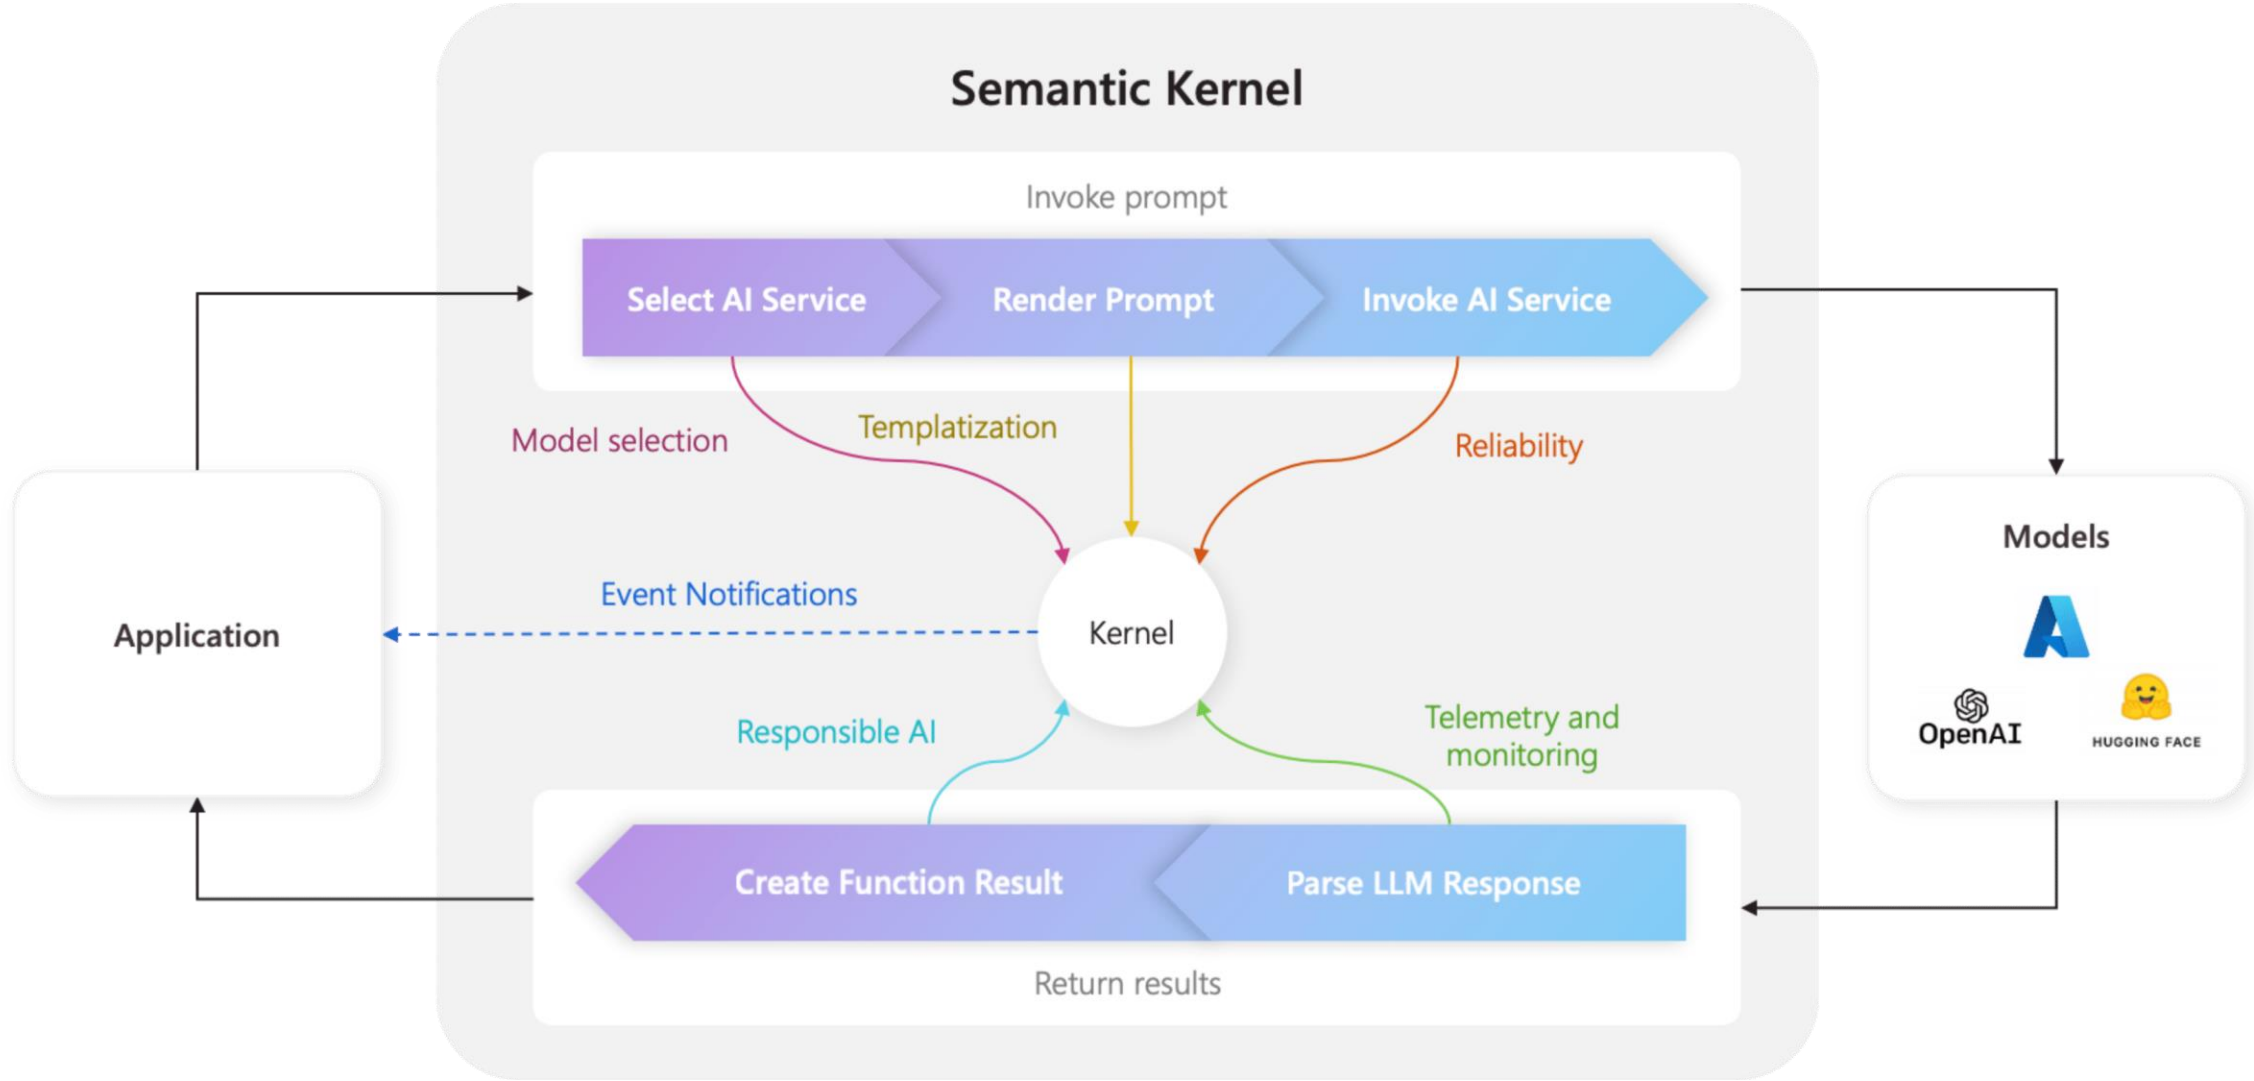 Semantic Kernel
Invoke prompt
Select AI Service
Render Prompt
Invoke AI Service
Model selection
Templatization
Reliability
Application
Event Notifications
Kernel
Models
OpenAI
HUGGING FACE
Responsible AI
Telemetry and
monitoring
Create Function Result
Parse LLM Response
Return results